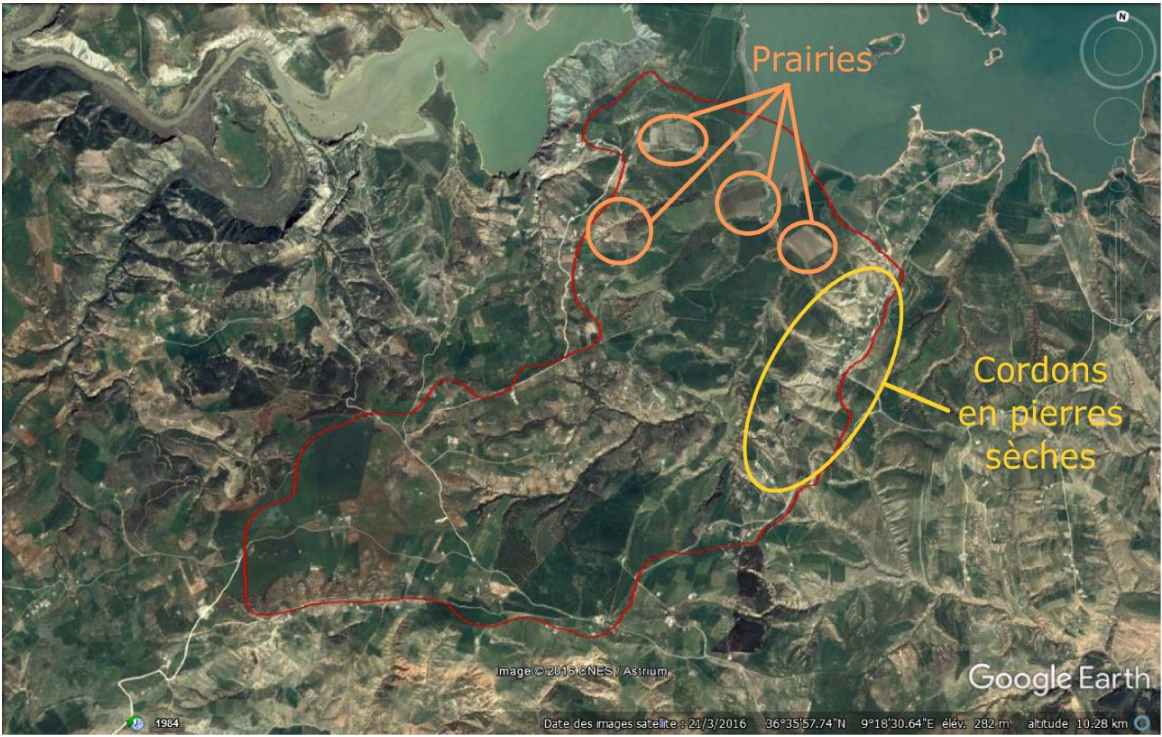 N
Prairies
Cordons
en pierres
sèches
Image © 2016 CNES / Astrium
Google Earth
1984
Date des images satellite : 21/3/2016 36°35'57.74"N 9°18'30.64"E élév. 282 m altitude 10.28 km